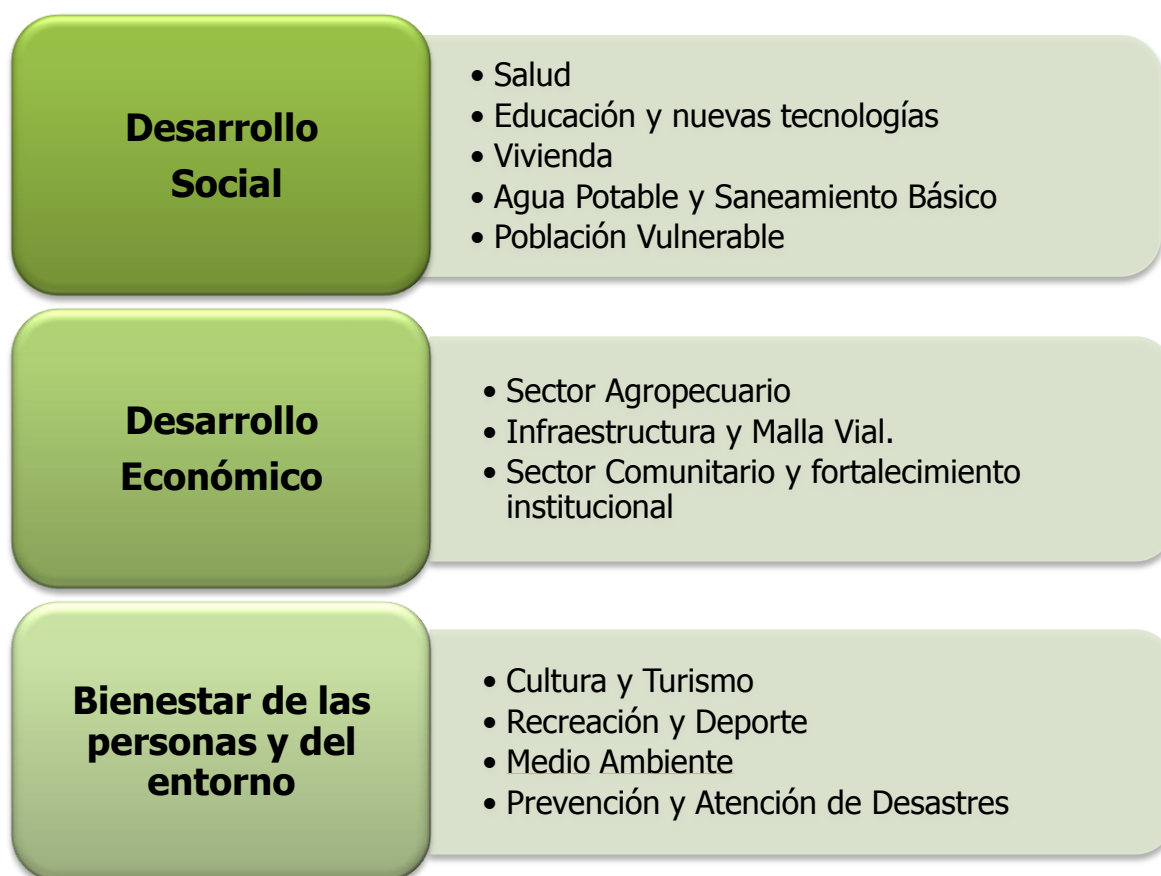 Desarrollo
Social
• Salud
• Educación y nuevas tecnologías
• Vivienda
• Agua Potable y Saneamiento Básico
• Población Vulnerable
Desarrollo
Económico
• Sector Agropecuario
• Infraestructura y Malla Vial.
• Sector Comunitario y fortalecimiento
institucional
Bienestar de las
personas y del
entorno
• Cultura y Turismo
• Recreación y Deporte
• Medio Ambiente
• Prevención y Atención de Desastres